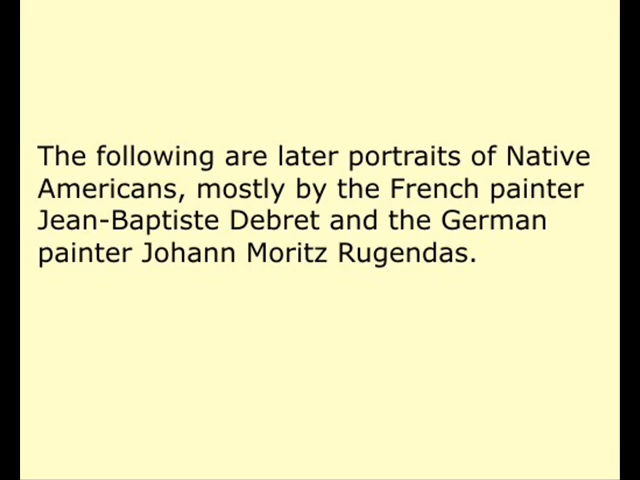 The following are later portraits of Native
Americans, mostly by the French painter
Jean-Baptiste Debret and the German
painter Johann Moritz Rugendas.